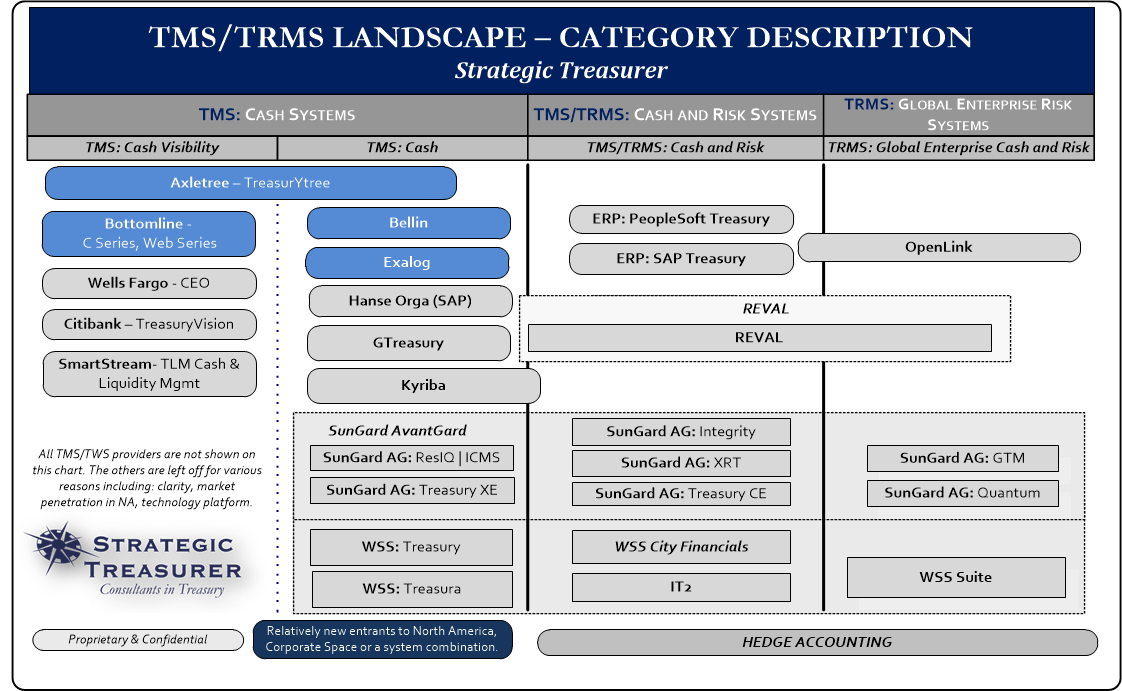 TMS/TRMS LANDSCAPE – CATEGORY DESCRIPTION
Strategic Treasurer
TMS: CASH SYSTEMS
TMS/TRMS: CASH AND RISK SYSTEMS
TRMS: GLOBAL ENTERPRISE RISK
SYSTEMS
TMS: Cash Visibility
TMS: Cash
TMS/TRMS: Cash and Risk
TRMS: Global Enterprise Cash and Risk
Axletree – TreasurYtree
Bottomline -
C Series, Web Series
Wells Fargo - CEO
Citibank – TreasuryVision
SmartStream- TLM Cash &
Liquidity Mgmt
Bellin
Exalog
Hanse Orga (SAP)
GTreasury
Kyriba
ERP: PeopleSoft Treasury
ERP: SAP Treasury
OpenLink
REVAL
REVAL
SunGard AvantGard
SunGard AG: ResIQ | ICMS
SunGard AG: Treasury XE
SunGard AG: Integrity
SunGard AG: XRT
SunGard AG: Treasury CE
SunGard AG: GTM
SunGard AG: Quantum
WSS: Treasury
WSS: Treasura
WSS City Financials
IT2
WSS Suite
All TMS/TWS providers are not shown on
this chart. The others are left off for various
reasons including: clarity, market
penetration in NA, technology platform.
STRATEGIC
TREASURER
Consultants in Treasury
Proprietary & Confidential
Relatively new entrants to North America,
Corporate Space or a system combination.
HEDGE ACCOUNTING